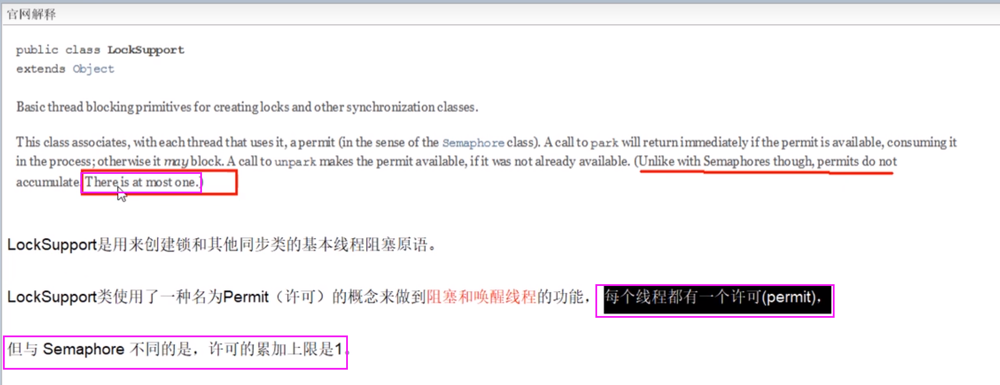 官网解释
public class LockSupport
extends Object
Basic thread blocking primitives for creating locks and other synchronization classes.
This class associates, with each thread that uses it, a permit (in the sense of the Semaphore class). A call to park will return immediately if the permit is available, consuming it
in the process; otherwise it may block. A call to unpark makes the permit available, if it was not already available. (Unlike with Semaphores though, permits do not
accumulate. There is at most one.)
LockSupport是用来创建锁和其他同步类的基本线程阻塞原语。
LockSupport类使用了一种名为Permit（许可）的概念来做到阻塞和唤醒线程的功能，每个线程都有一个许可(permit)，
但与 Semaphore 不同的是，许可的累加上限是1。